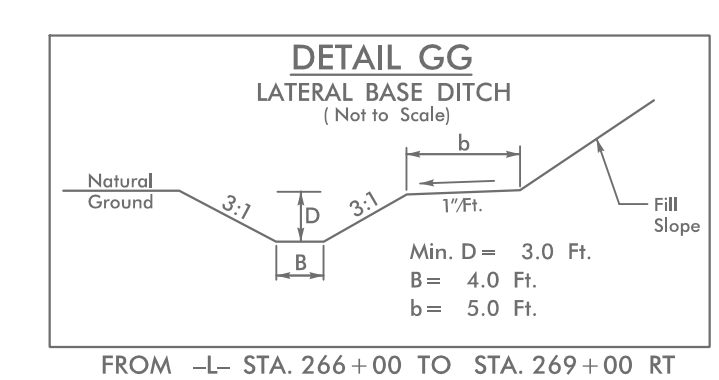 DETAIL GG
LATERAL BASE DITCH
( Not to Scale)
b
Natural
Ground
3:1
D
3:1
1"/Ft.
Fill
Slope
B
Min. D = 3.0 Ft.
B = 4.0 Ft.
b = 5.0 Ft.
FROM -L- STA. 266+00 TO STA. 269+00 RT